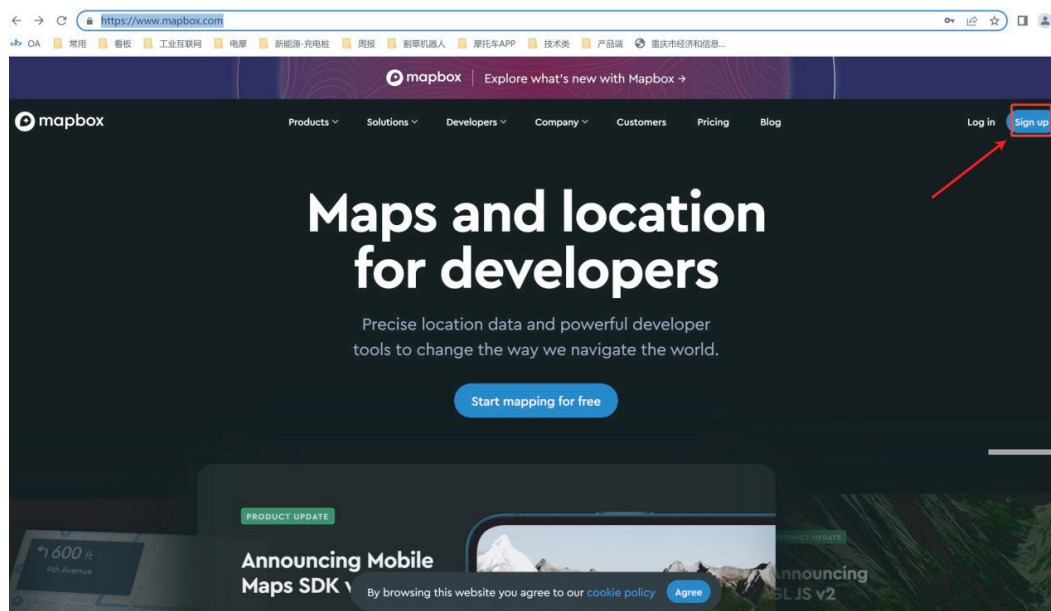 https://www.mapbox.com
OA 常用 看板 工业互联网 电摩 新能源-充电桩 周报 割草机器人 摩托车APP 技术类 产品端 重庆市经济和信息...
mapbox Explore what's new with Mapbox →
mapbox Products Solutions Developers Company Customers Pricing Blog Log in Sign up
Maps and location
for developers
Precise location data and powerful developer
tools to change the way we navigate the world.
Start mapping for free
PRODUCT UPDATE
PRODUCT UPDATE
600 ft
9th Avenue
Announcing Mobile
Maps SDK v
nnouncing
GL JS v2
By browsing this website you agree to our cookie policy Agree